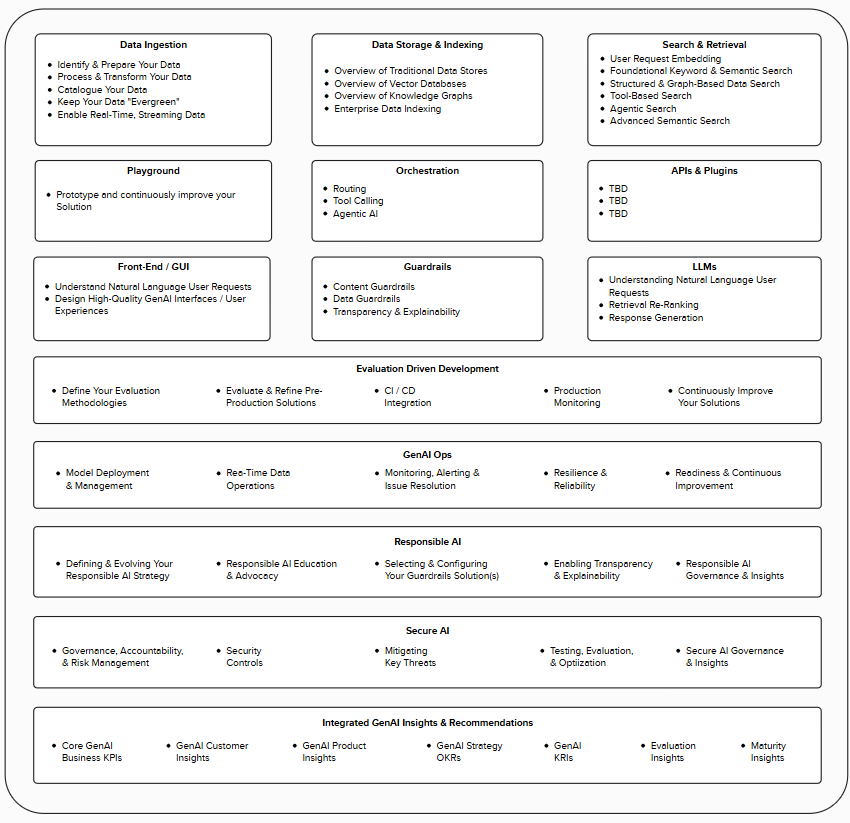 Data Ingestion
Identify & Prepare Your Data
Process & Transform Your Data
Catalogue Your Data
Keep Your Data "Evergreen"
Enable Real-Time, Streaming Data
Data Storage & Indexing
Overview of Traditional Data Stores
Overview of Vector Databases
Overview of Knowledge Graphs
Enterprise Data Indexing
Search & Retrieval
User Request Embedding
Foundational Keyword & Semantic Search
Structured & Graph-Based Data Search
Tool-Based Search
Agentic Search
Advanced Semantic Search
Playground
Prototype and continuously improve your
Solution
Orchestration
Routing
Tool Calling
Agentic AI
APIs & Plugins
TBD
TBD
TBD
Front-End / GUI
Understand Natural Language User Requests
Design High-Quality GenAI Interfaces / User
Experiences
Guardrails
Content Guardrails
Data Guardrails
Transparency & Explainability
LLMs
Understanding Natural Language User
Requests
Retrieval Re-Ranking
Response Generation
Evaluation Driven Development
Define Your Evaluation
Methodologies
Evaluate & Refine Pre-
Production Solutions
CI / CD
Integration
Production
Monitoring
Continuously Improve
Your Solutions
GenAI Ops
Model Deployment
& Management
Rea-Time Data
Operations
Monitoring, Alerting &
Issue Resolution
Resilience &
Reliability
Readiness & Continuous
Improvement
Responsible AI
Defining & Evolving Your
Responsible AI Strategy
Responsible AI Education
& Advocacy
Selecting & Configuring
Your Guardrails Solution(s)
Enabling Transparency
& Explainability
Responsible AI
Governance & Insights
Secure AI
Governance, Accountability,
& Risk Management
Security
Controls
Mitigating
Key Threats
Testing, Evaluation,
& Optiization
Secure AI Governance
& Insights
Integrated GenAI Insights & Recommendations
Core GenAI
Business KPIs
GenAI Customer
Insights
GenAI Product
Insights
GenAI Strategy
OKRs
GenAI
KRIs
Evaluation
Insights
Maturity
Insights